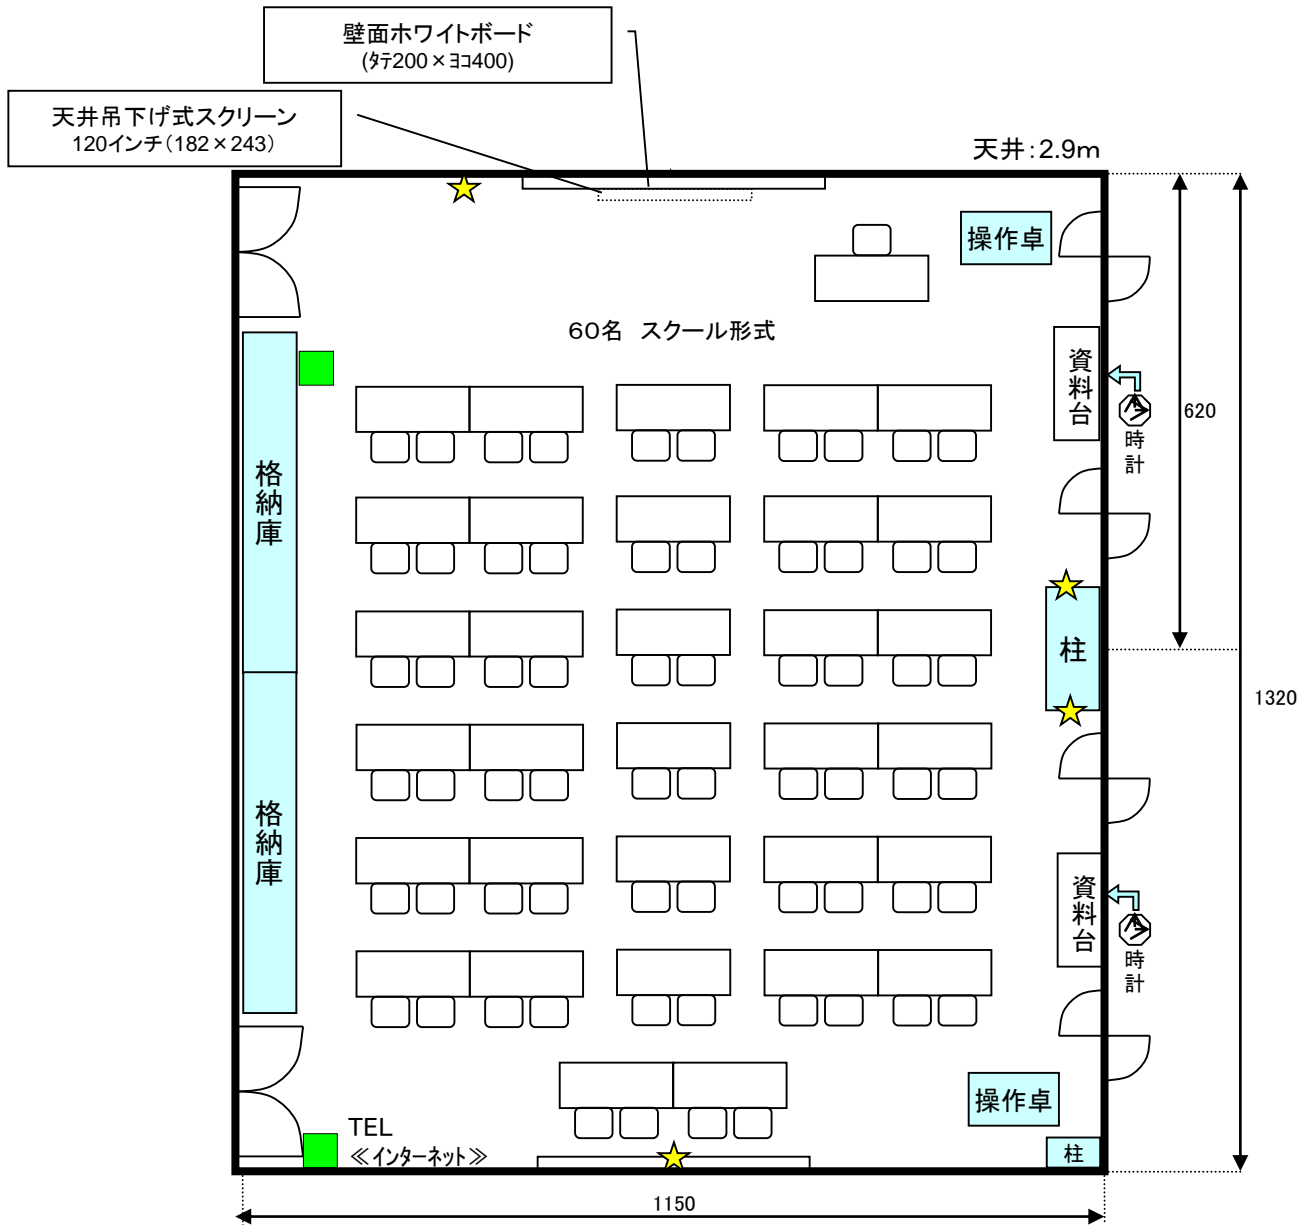 壁面ホワイトボード
(ﾀﾃ200×ﾖｺ400)
天井吊下げ式スクリーン
120インチ(182×243)
天井:2.9m
操作卓
60名　スクール形式
資料台
時計
620
格納庫
柱
1320
格納庫
資料台
時計
操作卓
TEL
≪インターネット≫
柱
1150